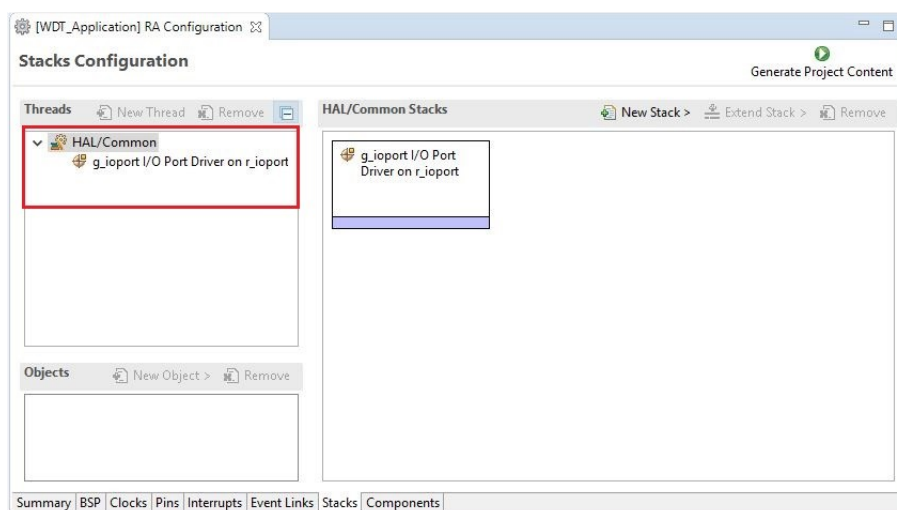 [WDT_Application] RA Configuration
Stacks Configuration
Generate Project Content
Threads
New Thread
Remove
HAL/Common
g_ioport I/O Port Driver on r_ioport
HAL/Common Stacks
New Stack >
Extend Stack >
Remove
g_ioport I/O Port
Driver on r_ioport
Objects
New Object >
Remove
Summary BSP Clocks Pins Interrupts Event Links Stacks Components